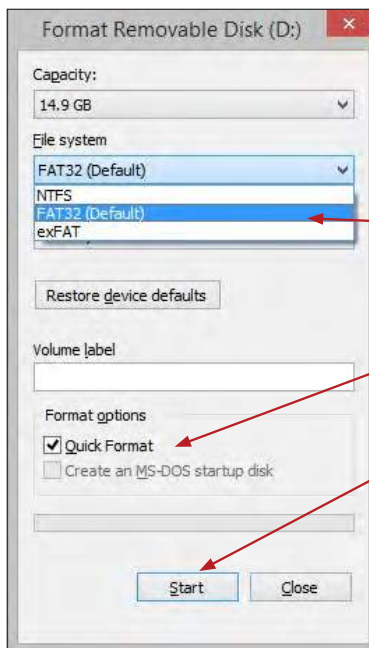 Format Removable Disk (D:)
Capacity:
14.9 GB
File system
FAT32 (Default)
NTFS
FAT32 (Default)
exFAT
Restore device defaults
Volume label
Format options
Quick Format
Create an MS-DOS startup disk
Start
Close